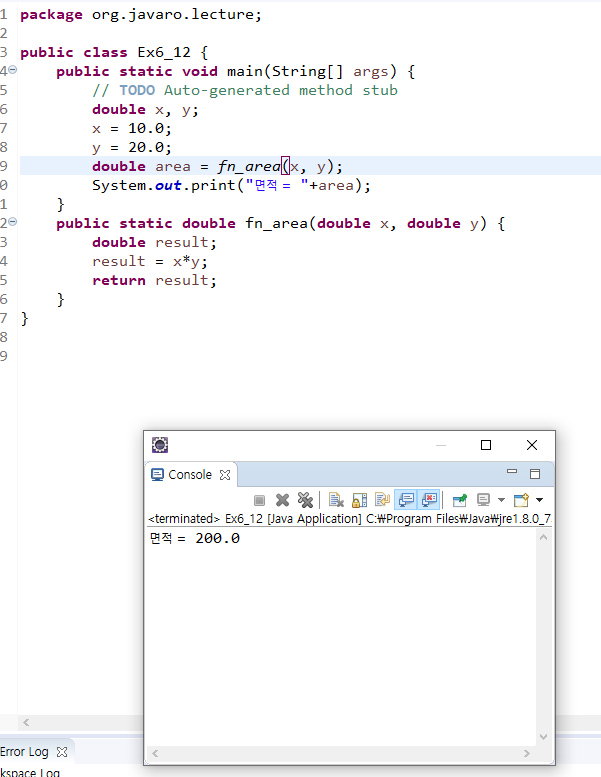 1 package org.javaro.lecture;
2
3 public class Ex6_12 {
4 public static void main(String[] args) {
5 // TODO Auto-generated method stub
6 double x, y;
7 x = 10.0;
8 y = 20.0;
9 double area = fn_area(x, y);
0 System.out.print("면적 = "+area);
1 }
2 public static double fn_area(double x, double y) {
3 double result;
4 result = x*y;
5 return result;
6 }
7 }
8
9
Console
<terminated> Ex6_12 [Java Application] C:₩Program Files₩Java₩jre1.8.0_7
면적 = 200.0
Error Log
kspace Log